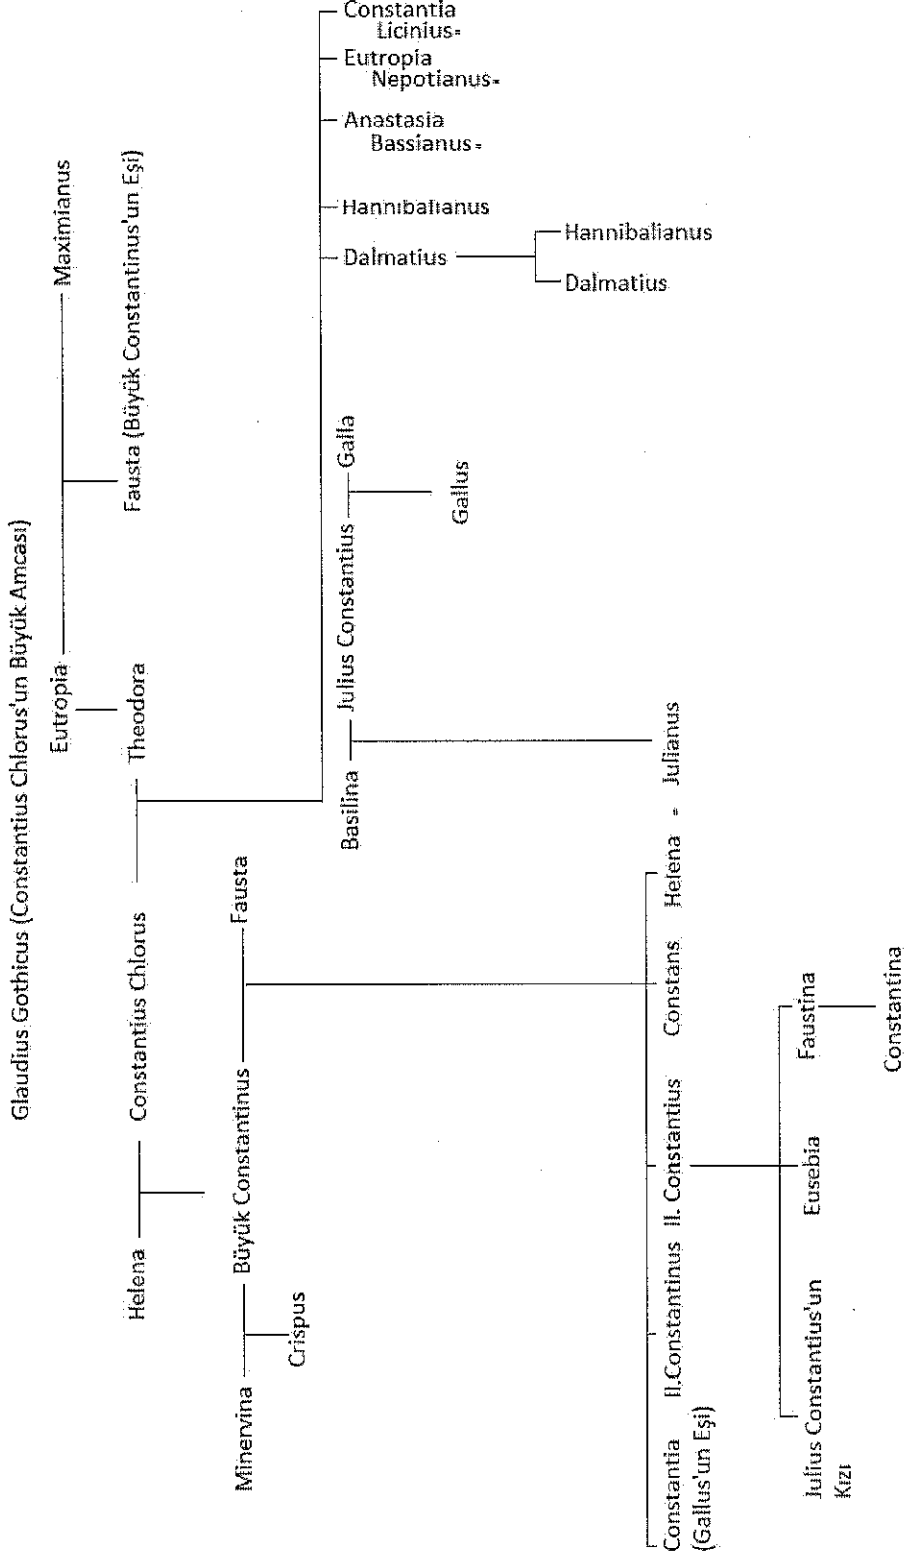 Glaudius Gothicus (Constantius Chlorus'un Büyük Amcası)
Eutropia
Maximianus
Helena
Constantius Chlorus
Theodora
Fausta (Büyük Constantinus'un Eşi)
Minervina
Büyük Constantinus
Fausta
Crispus
Basilina
Julius Constantius
Galla
Dalmatius
Hannibalianus
Anastasia
Bassianus=
Eutropia
Nepotianus=
Constantia
Licinius=
Gallus
Dalmatius
Hannibalianus
Constantia
(Gallus'un Eşi)
II.Constantinus
II. Constantius
Constans
Helena
=
Julianus
Julius Constantius'un
Kızı
Eusebia
Faustina
Constantina